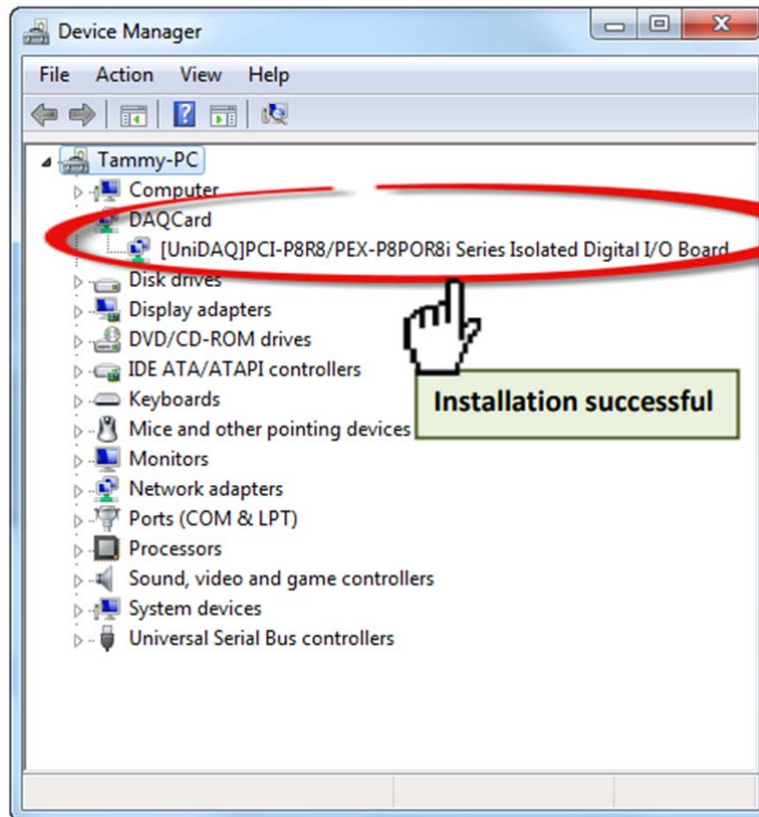 Device Manager
File Action View Help
Tammy-PC
Computer
DAQCard
[UniDAQ]PCI-P8R8/PEX-P8POR8i Series Isolated Digital I/O Board
Disk drives
Display adapters
DVD/CD-ROM drives
IDE ATA/ATAPI controllers
Keyboards
Installation successful
Mice and other pointing devices
Monitors
Network adapters
Ports (COM & LPT)
Processors
Sound, video and game controllers
System devices
Universal Serial Bus controllers